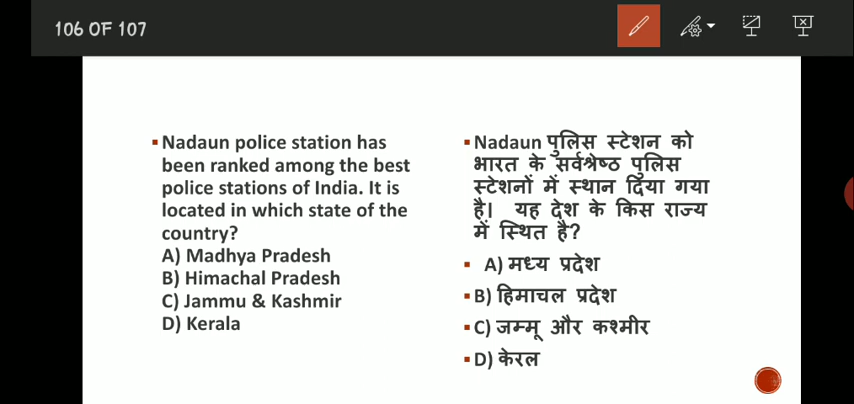 106 OF 107
▪ Nadaun police station has
been ranked among the best
police stations of India. It is
located in which state of the
country?
A) Madhya Pradesh
B) Himachal Pradesh
C) Jammu & Kashmir
D) Kerala
▪ Nadaun पुलिस स्टेशन को
भारत के सर्वश्रेष्ठ पुलिस
स्टेशनों में स्थान दिया गया
है। यह देश के किस राज्य
में स्थित है?
▪ A) मध्य प्रदेश
▪ B) हिमाचल प्रदेश
▪ C) जम्मू और कश्मीर
▪ D) केरल